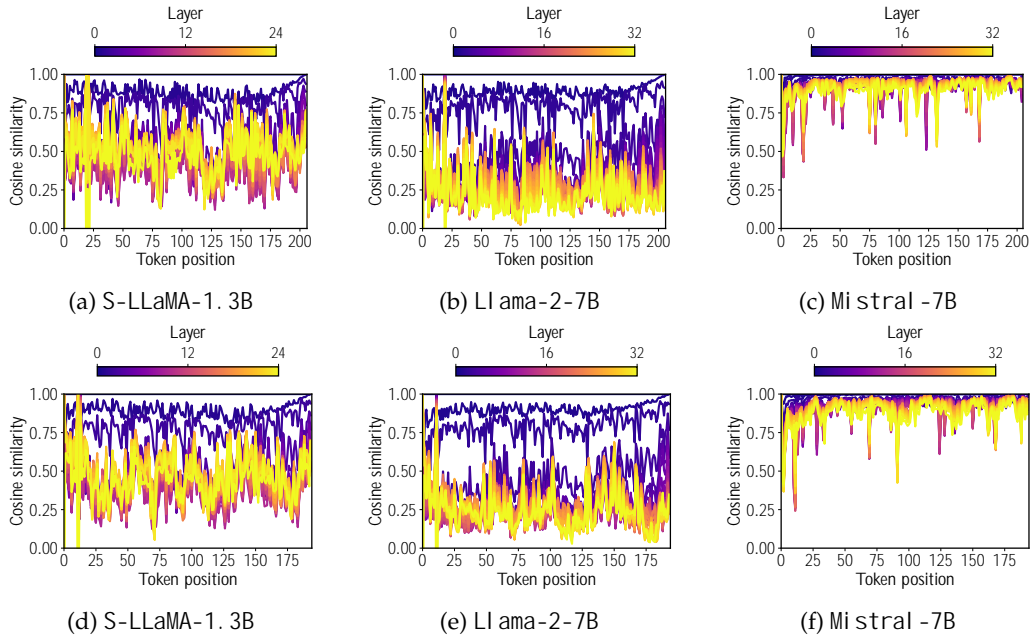 Layer Layer Layer
0 12 24 0 16 32 0 16 32
Cosine similarity Cosine similarity Cosine similarity
1.00 1.00 1.00
0.75 0.75 0.75
0.50 0.50 0.50
0.25 0.25 0.25
0.00 0.00 0.00
0 25 50 75 100 125 150 175 200 0 25 50 75 100 125 150 175 200 0 25 50 75 100 125 150 175 200
Token position Token position Token position
(a) S-LLaMA-1.3B (b) Llama-2-7B (c) Mistral-7B
Layer Layer Layer
0 12 24 0 16 32 0 16 32
Cosine similarity Cosine similarity Cosine similarity
1.00 1.00 1.00
0.75 0.75 0.75
0.50 0.50 0.50
0.25 0.25 0.25
0.00 0.00 0.00
0 25 50 75 100 125 150 175 0 25 50 75 100 125 150 175 0 25 50 75 100 125 150 175
Token position Token position Token position
(d) S-LLaMA-1.3B (e) Llama-2-7B (f) Mistral-7B